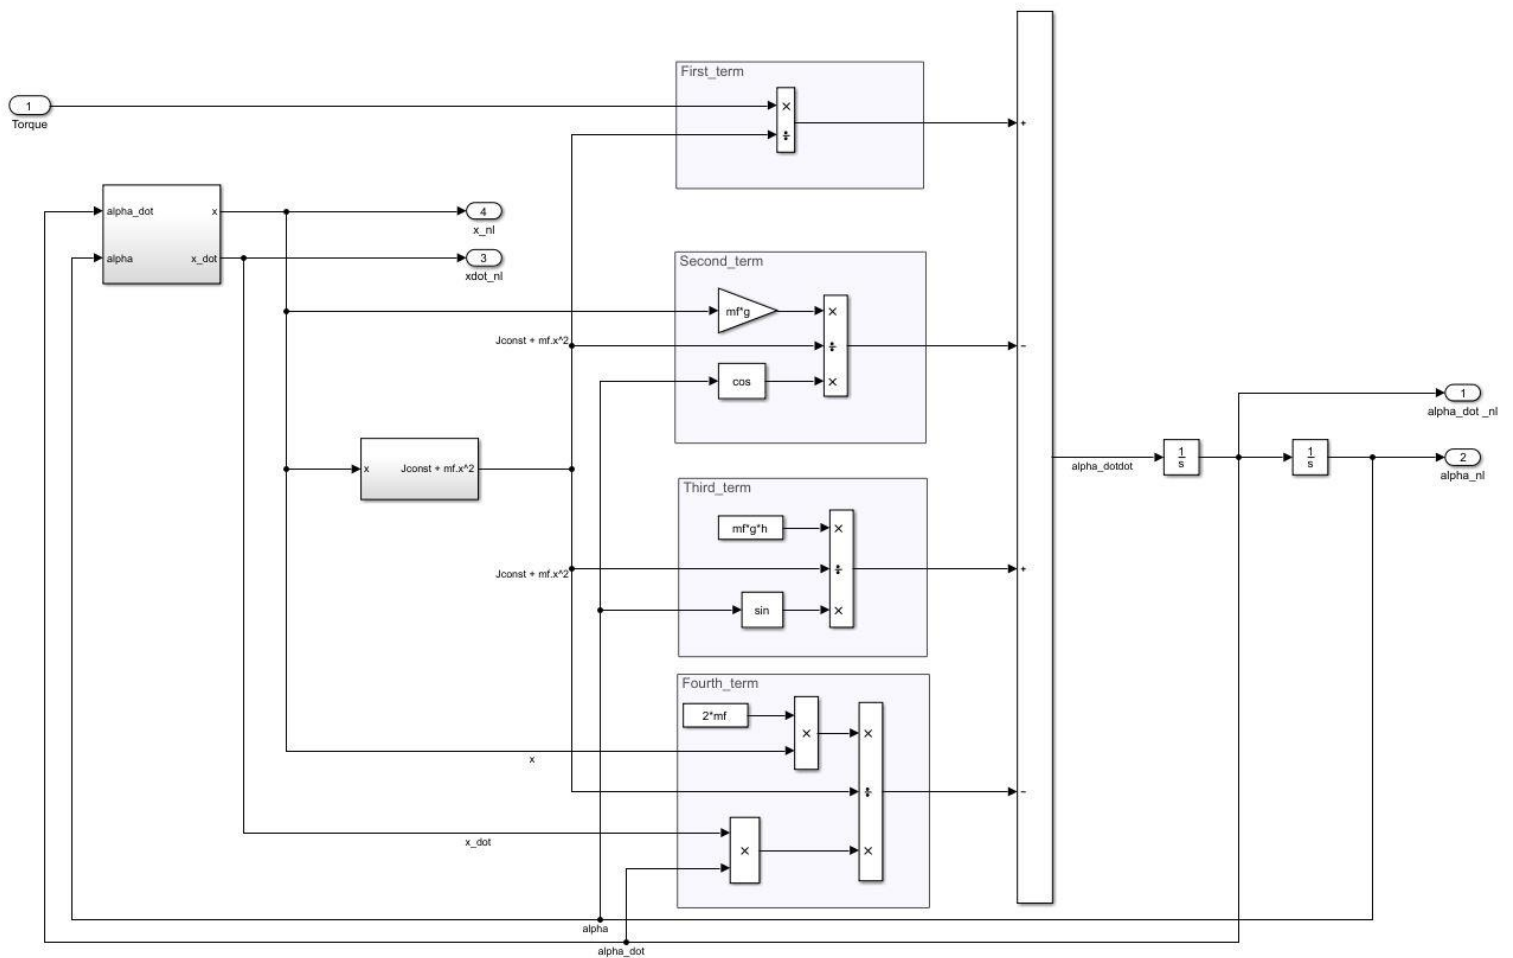 First_term
1
Torque
×
÷
+
alpha_dot
x
4
x_nl
alpha
x_dot
3
xdot_nl
Second_term
mf*g
×
Jconst + mf.x^2
÷
−
cos
×
1
alpha_dot _nl
x
Jconst + mf.x^2
alpha_dotdot
1
s
1
s
2
alpha_nl
Third_term
mf*g*h
×
Jconst + mf.x^2
÷
+
sin
×
Fourth_term
2*mf
×
×
x
÷
−
x_dot
×
×
alpha
alpha_dot